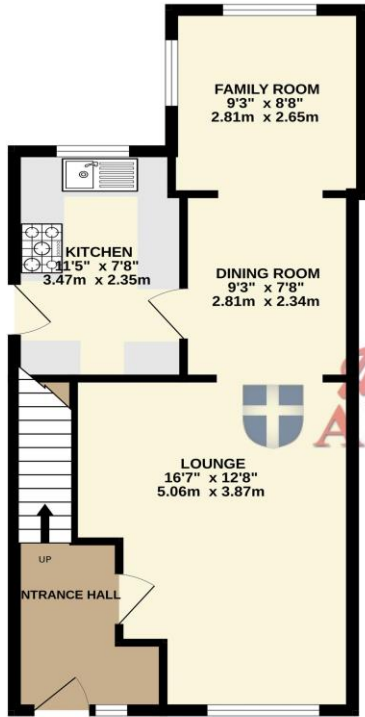 FAMILY ROOM
9'3" x 8'8"
2.81m x 2.65m
KITCHEN
11'5" x 7'8"
3.47m x 2.35m
DINING ROOM
9'3" x 7'8"
2.81m x 2.34m
LOUNGE
16'7" x 12'8"
5.06m x 3.87m
UP
NTRANCE HALL